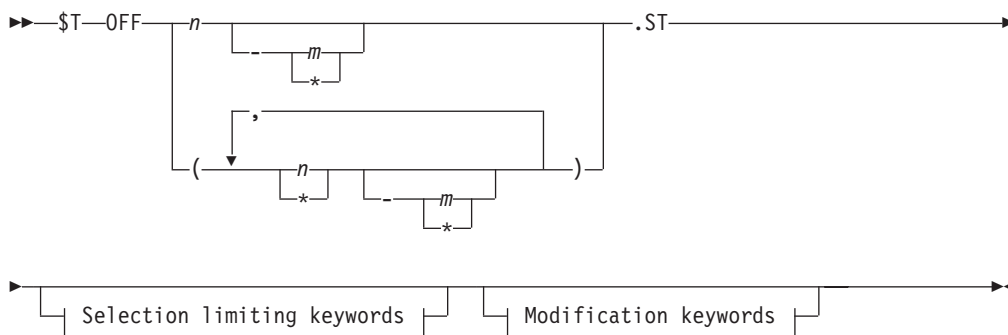 $T OFF n .ST
- m
*
,
( n )
* - m
*
Selection limiting keywords Modification keywords